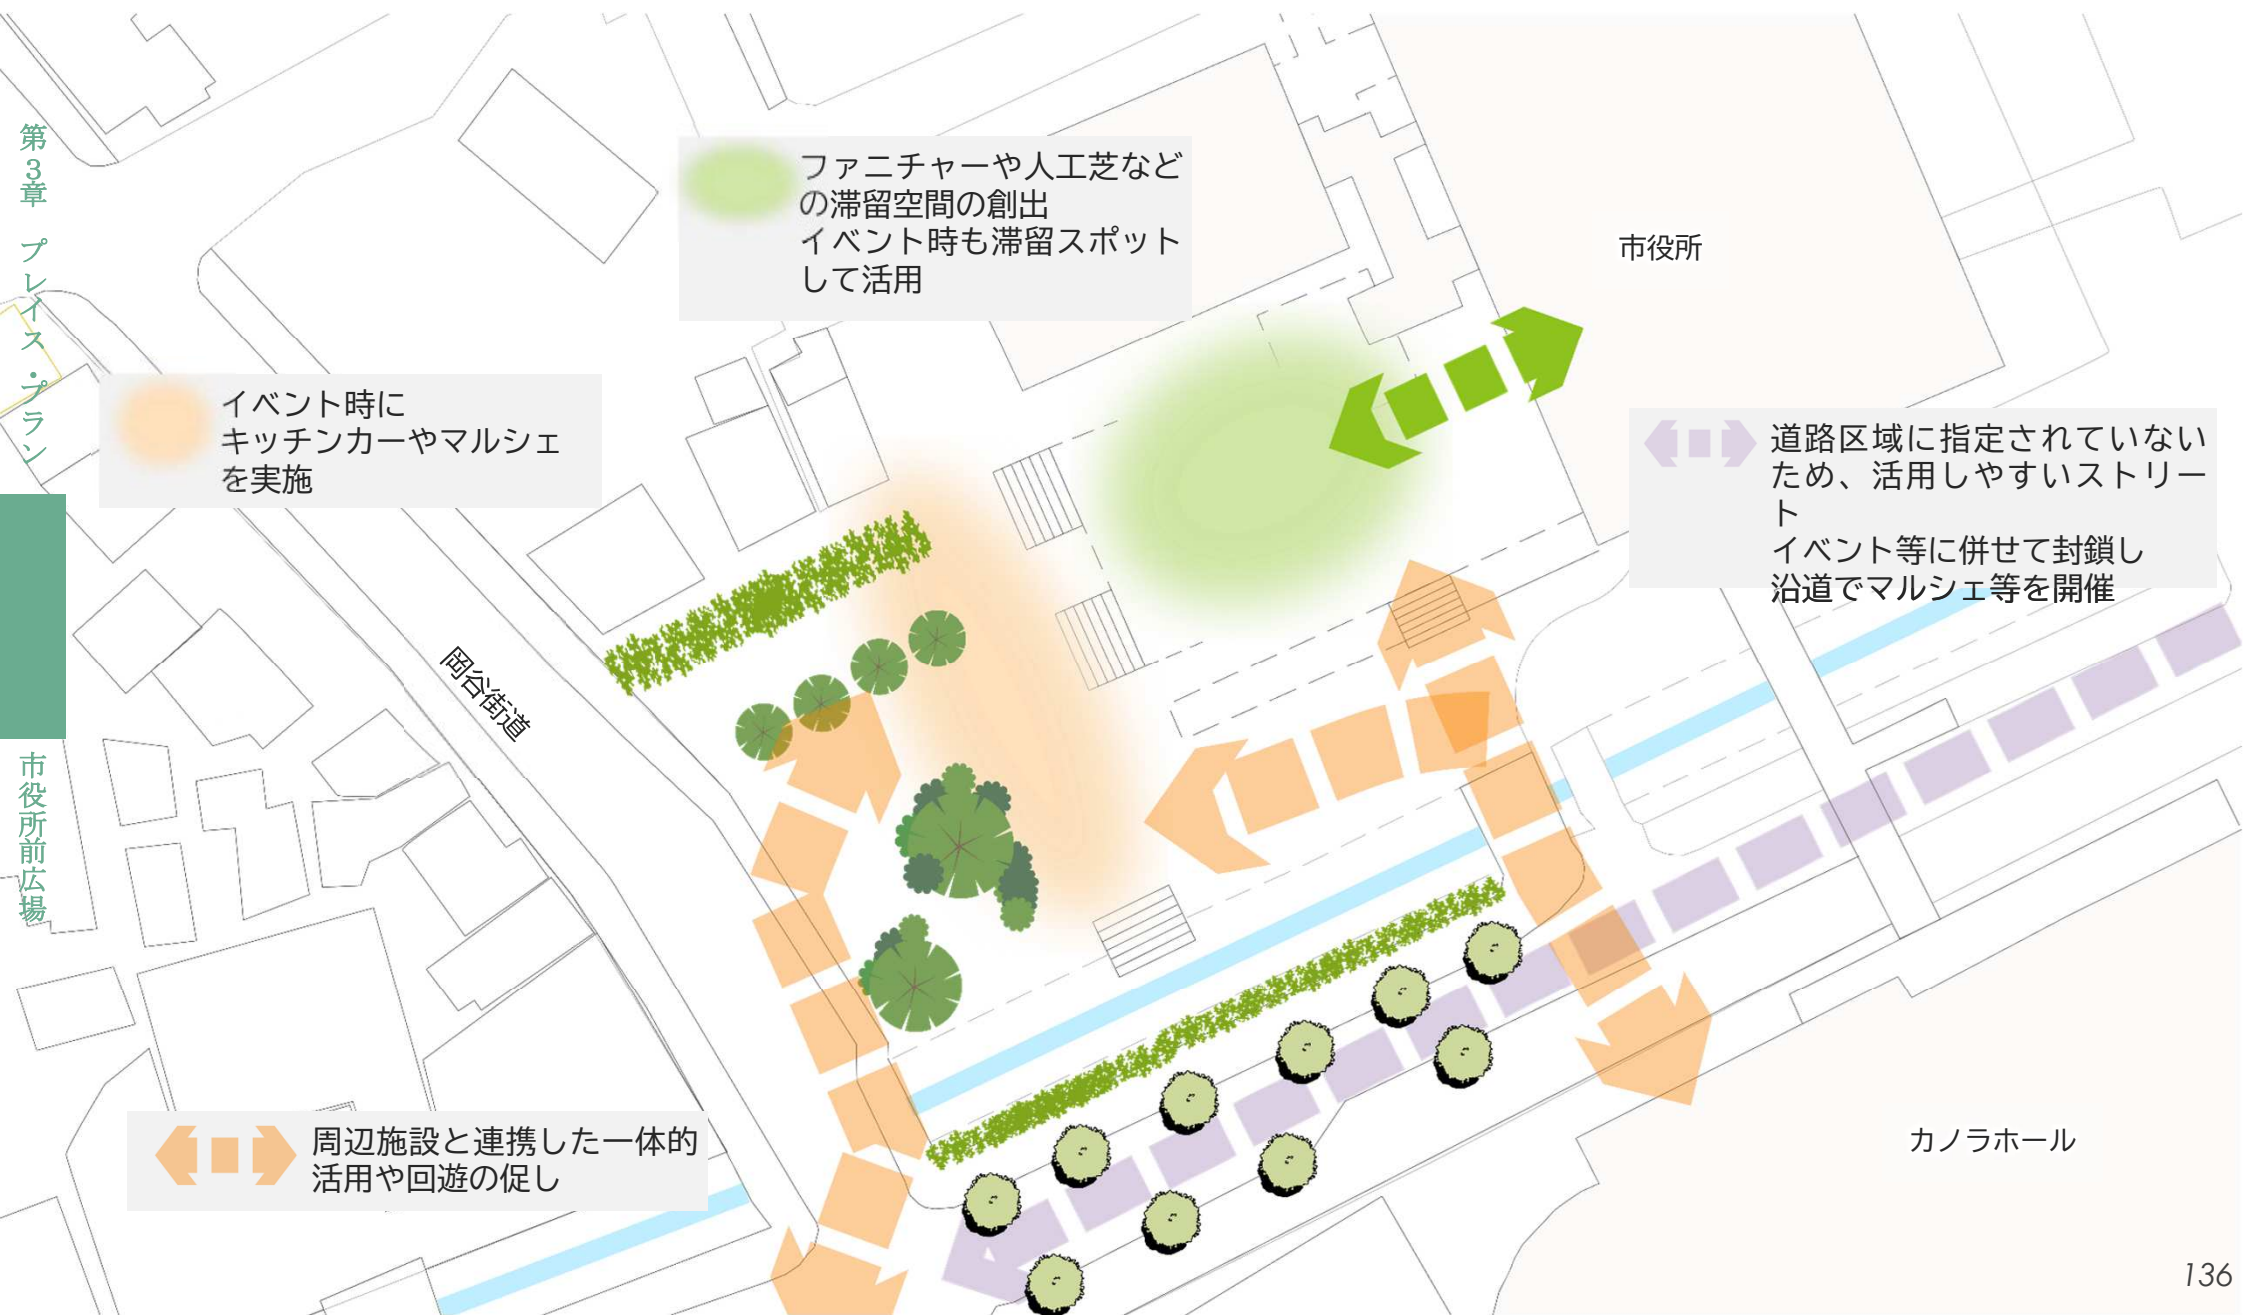 第3章 プレイス・プラン
市役所前広場
ファニチャーや人工芝など
の滞留空間の創出
イベント時も滞留スポット
して活用
市役所
イベント時に
キッチンカーやマルシェ
を実施
道路区域に指定されていない
ため、活用しやすいストリー
ト
イベント等に併せて封鎖し
沿道でマルシェ等を開催
岡谷街道
周辺施設と連携した一体的
活用や回遊の促し
カノラホール
136